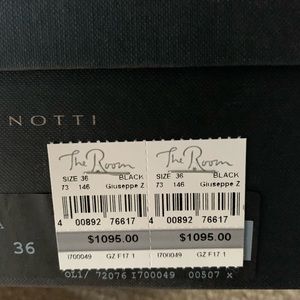 NOTTI
The Room The Room
SIZE 36 BLACK SIZE 36 BLACK
73 146 Giuseppe Z 73 146 Giuseppe Z
4 00892 76617 4 00892 76617
$1095.00 $1095.00
I700049 GZ F17 1 I700049 GZ F17 1
36
72076 I700049 00507 x